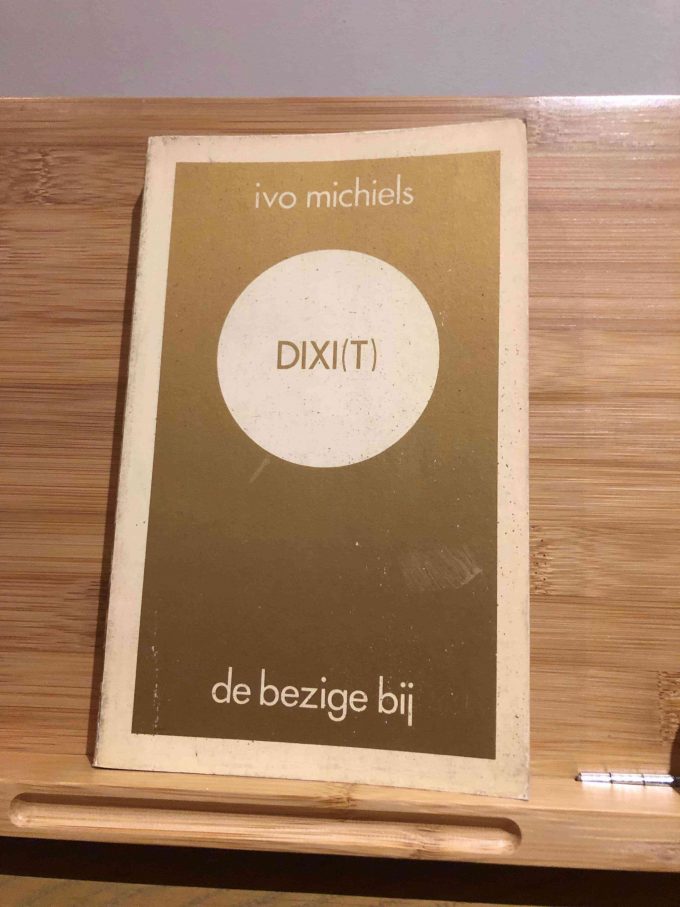 ivo michiels
DIXI(T)
de bezige bij